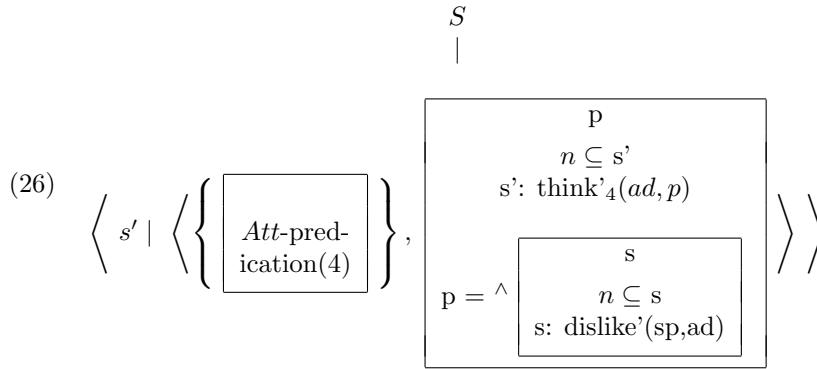 S
|
p
n ⊆ s'
(26)
s': think'₄(ad, p)
⟨ s′ | ⟨ { Att-pred-
ication(4) } , ⟩ ⟩
s
p = ^
n ⊆ s
s: dislike'(sp,ad)